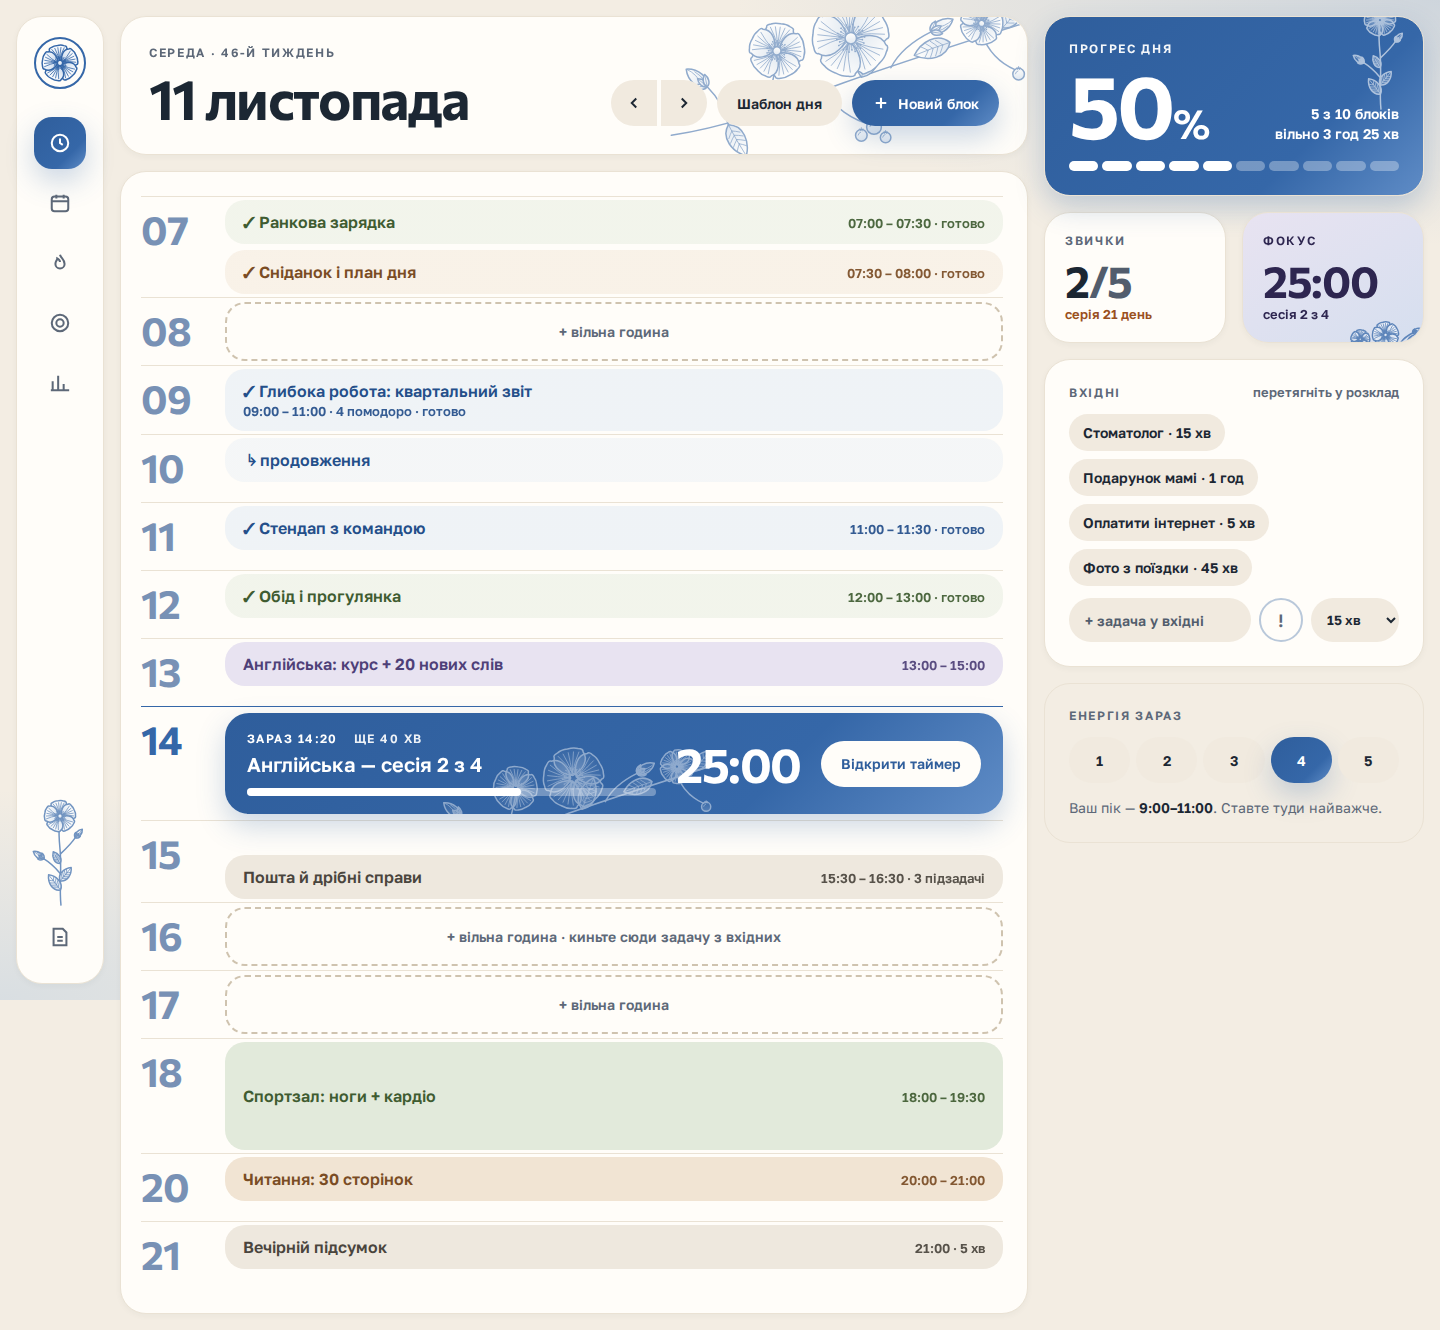 СЕРЕДА · 46-Й ТИЖДЕНЬ
11 листопада
Шаблон дня
+ Новий блок
07
✓ Ранкова зарядка
07:00 – 07:30 · готово
✓ Сніданок і план дня
07:30 – 08:00 · готово
08
+ вільна година
09
✓ Глибока робота: квартальний звіт
09:00 – 11:00 · 4 помодоро · готово
10
↳ продовження
11
✓ Стендап з командою
11:00 – 11:30 · готово
12
✓ Обід і прогулянка
12:00 – 13:00 · готово
13
Англійська: курс + 20 нових слів
13:00 – 15:00
14
ЗАРАЗ 14:20 ЩЕ 40 ХВ
Англійська — сесія 2 з 4
25:00
Відкрити таймер
15
Пошта й дрібні справи
15:30 – 16:30 · 3 підзадачі
16
+ вільна година · киньте сюди задачу з вхідних
17
+ вільна година
18
Спортзал: ноги + кардіо
18:00 – 19:30
20
Читання: 30 сторінок
20:00 – 21:00
21
Вечірній підсумок
21:00 · 5 хв
ПРОГРЕС ДНЯ
50%
5 з 10 блоків
вільно 3 год 25 хв
ЗВИЧКИ
2/5
серія 21 день
ФОКУС
25:00
сесія 2 з 4
ВХІДНІ
перетягніть у розклад
Стоматолог · 15 хв
Подарунок мамі · 1 год
Оплатити інтернет · 5 хв
Фото з поїздки · 45 хв
+ задача у вхідні
!
15 хв
ЕНЕРГІЯ ЗАРАЗ
1 2 3 4 5
Ваш пік — 9:00–11:00. Ставте туди найважче.